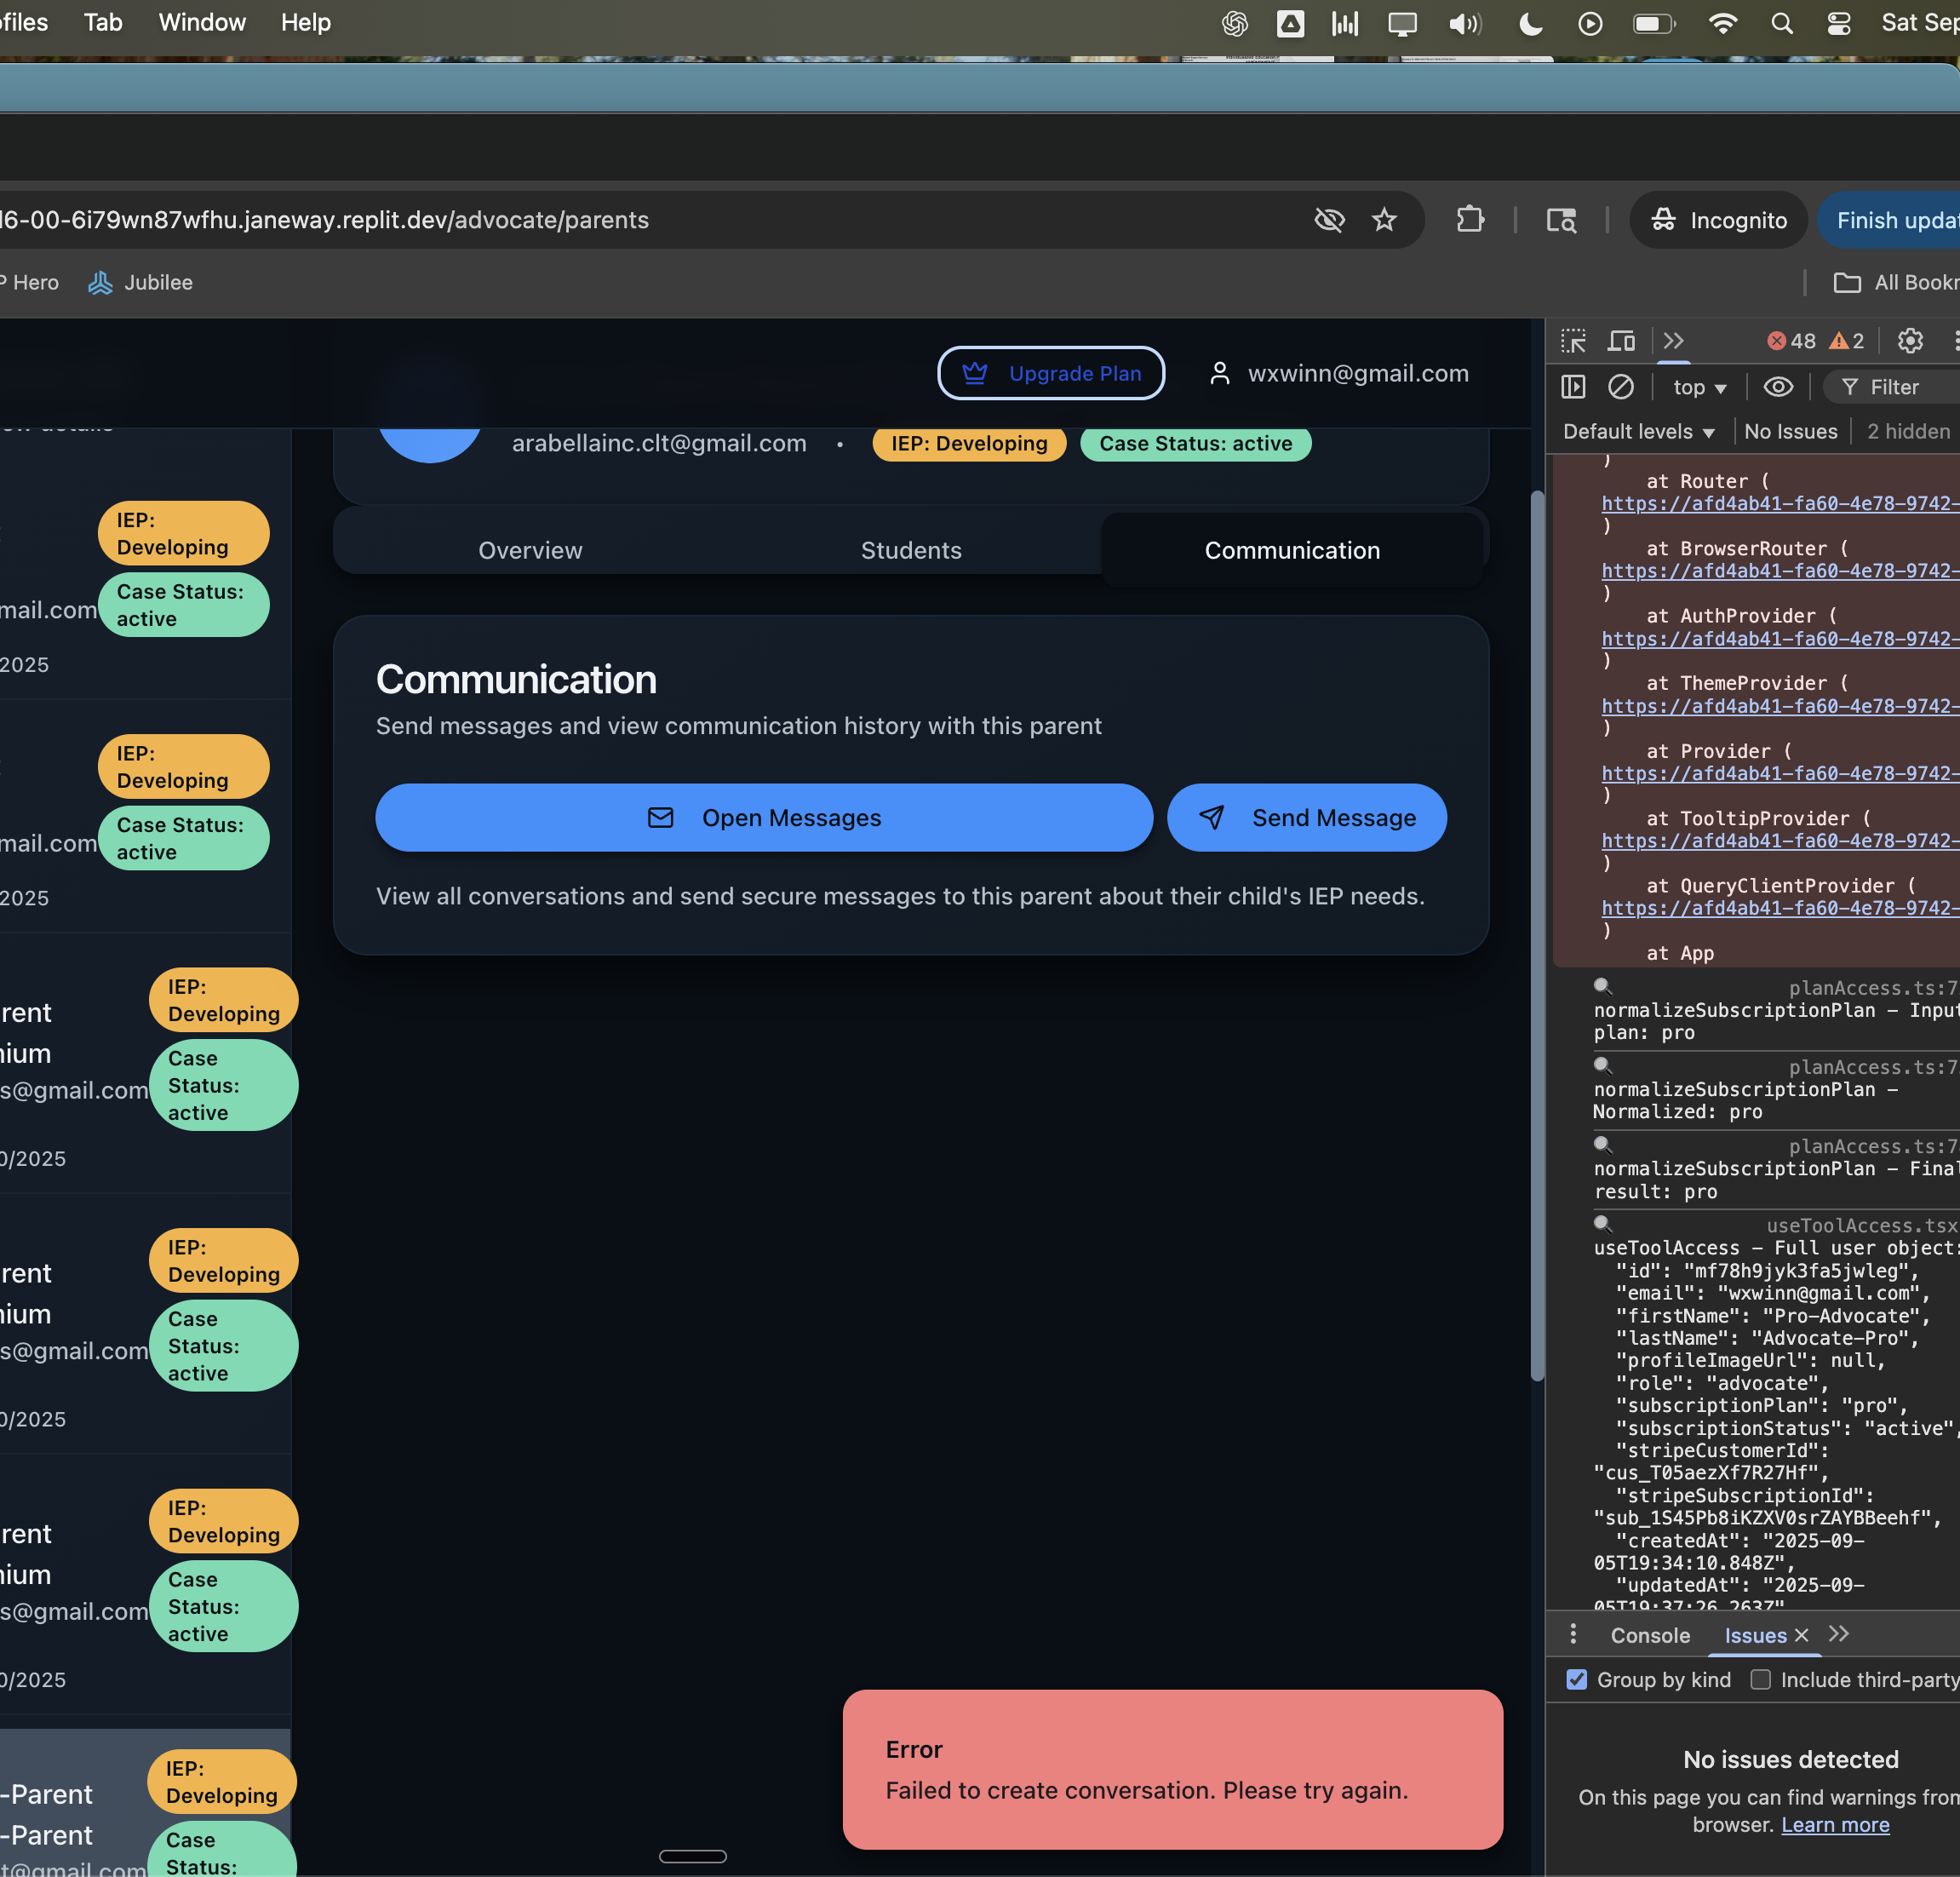 files Tab Window Help
Sat Sep
d6-00-6i79wn87wfhu.janeway.replit.dev/advocate/parents
Incognito
Finish updat
P Hero
Jubilee
All Bookm
Upgrade Plan
wxwinn@gmail.com
48
2
top
Filter
Default levels
No Issues
2 hidden
arabellainc.clt@gmail.com • IEP: Developing Case Status: active
Overview
Students
Communication
Communication
Send messages and view communication history with this parent
Open Messages
Send Message
View all conversations and send secure messages to this parent about their child's IEP needs.
IEP:
Developing
Case Status:
active
mail.com
2025
IEP:
Developing
Case Status:
active
mail.com
2025
IEP:
Developing
rent
nium
Case
Status:
active
s@gmail.com
0/2025
IEP:
Developing
rent
nium
Case
Status:
active
s@gmail.com
0/2025
IEP:
Developing
rent
nium
Case
Status:
active
s@gmail.com
0/2025
IEP:
Developing
-Parent
-Parent
Case
Status:
t@gmail.com
Error
Failed to create conversation. Please try again.
)
at Router (
https://afd4ab41-fa60-4e78-9742-
)
at BrowserRouter (
https://afd4ab41-fa60-4e78-9742-
)
at AuthProvider (
https://afd4ab41-fa60-4e78-9742-
)
at ThemeProvider (
https://afd4ab41-fa60-4e78-9742-
)
at Provider (
https://afd4ab41-fa60-4e78-9742-
)
at TooltipProvider (
https://afd4ab41-fa60-4e78-9742-
)
at QueryClientProvider (
https://afd4ab41-fa60-4e78-9742-
)
at App
planAccess.ts:7
normalizeSubscriptionPlan – Input
plan: pro
planAccess.ts:7
normalizeSubscriptionPlan –
Normalized: pro
planAccess.ts:7
normalizeSubscriptionPlan – Final
result: pro
useToolAccess.tsx
useToolAccess – Full user object:
"id": "mf78h9jyk3fa5jwleg",
"email": "wxwinn@gmail.com",
"firstName": "Pro-Advocate",
"lastName": "Advocate-Pro",
"profileImageUrl": null,
"role": "advocate",
"subscriptionPlan": "pro",
"subscriptionStatus": "active",
"stripeCustomerId":
"cus_T05aezXf7R27Hf",
"stripeSubscriptionId":
"sub_1S45Pb8iKZXV0srZAYBBeehf",
"createdAt": "2025-09-
05T19:34:10.848Z",
"updatedAt": "2025-09-
05T19:37:26.263Z"
Console
Issues
Group by kind
Include third-party
No issues detected
On this page you can find warnings from
browser. Learn more